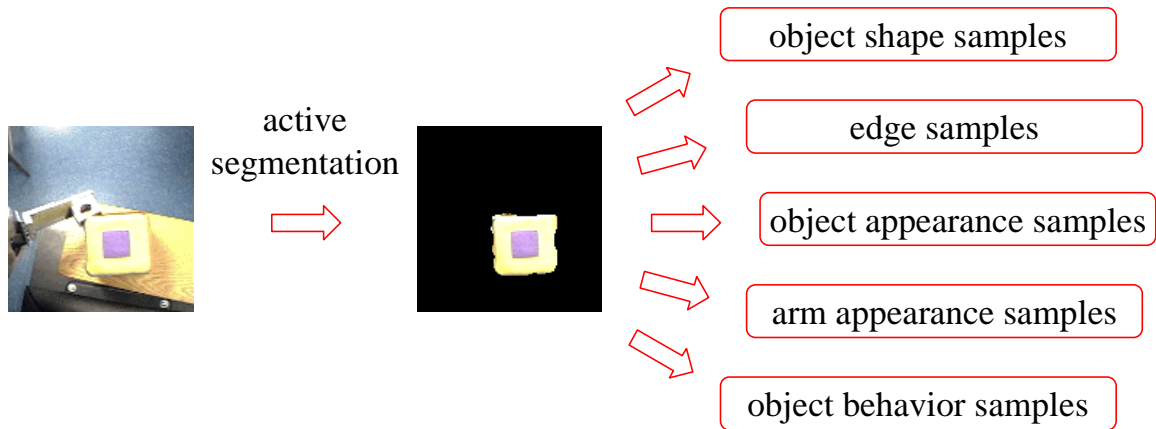 active
segmentation
object shape samples
edge samples
object appearance samples
arm appearance samples
object behavior samples